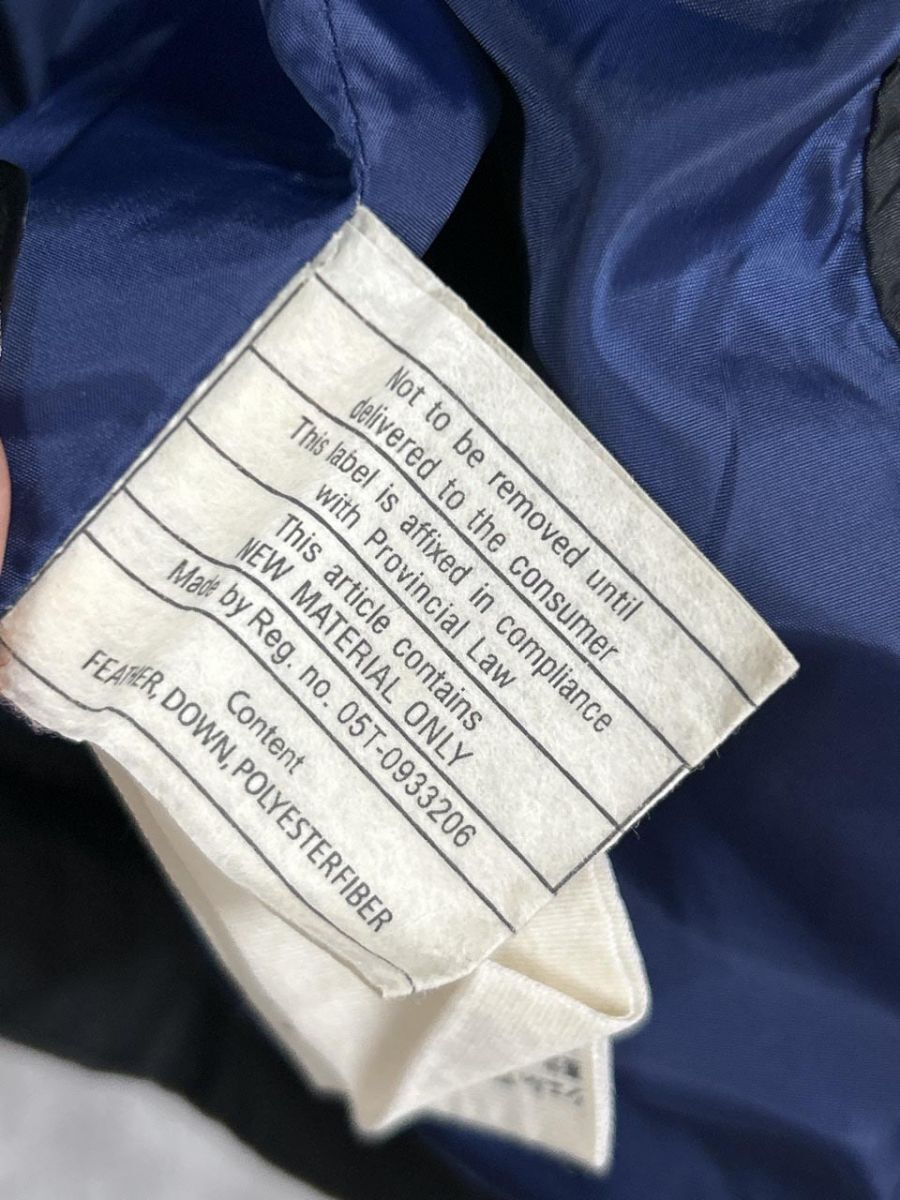 Not to be removed until
delivered to the consumer
This label is affixed in compliance
with Provincial Law
This article contains
NEW MATERIAL ONLY
Made by Reg. no. 05T-0933206
Content
FEATHER, DOWN, POLYESTERFIBER